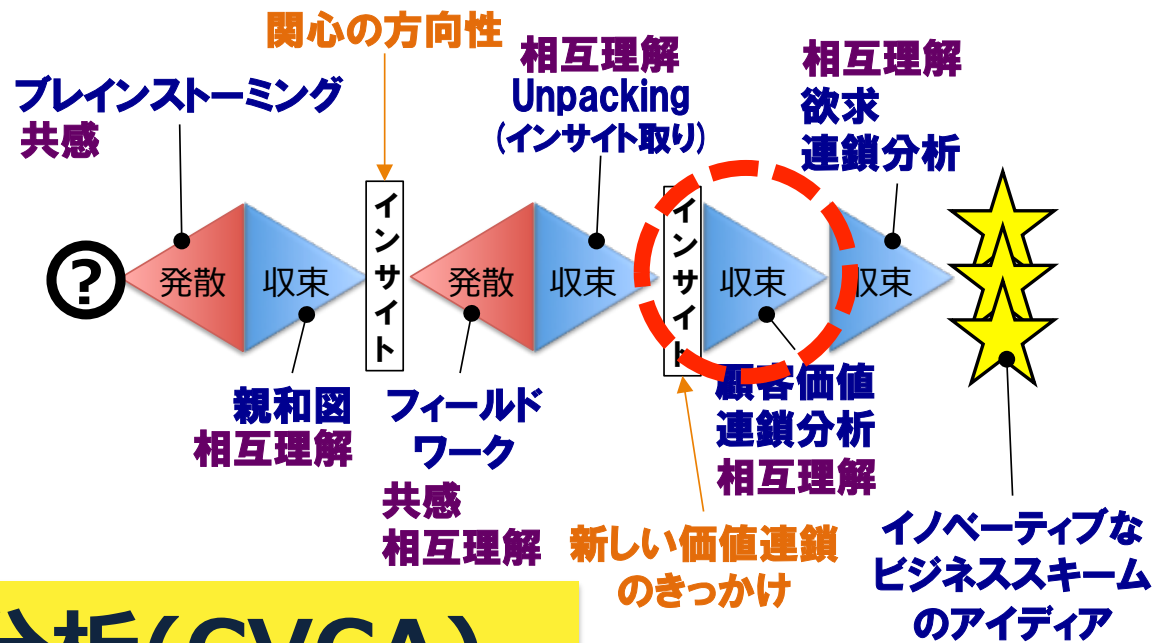 関心の方向性
相互理解
相互理解
ブレインストーミング
Unpacking
欲求
共感
(インサイト取り)
連鎖分析
?
発散
収束
インサイト
発散
収束
インサイト
収束
収束
親和図
相互理解
フィールド
ワーク
共感
相互理解
顧客価値
連鎖分析
相互理解
新しい価値連鎖
のきっかけ
イノベーティブな
ビジネススキーム
のアイディア
分析(CVCA)